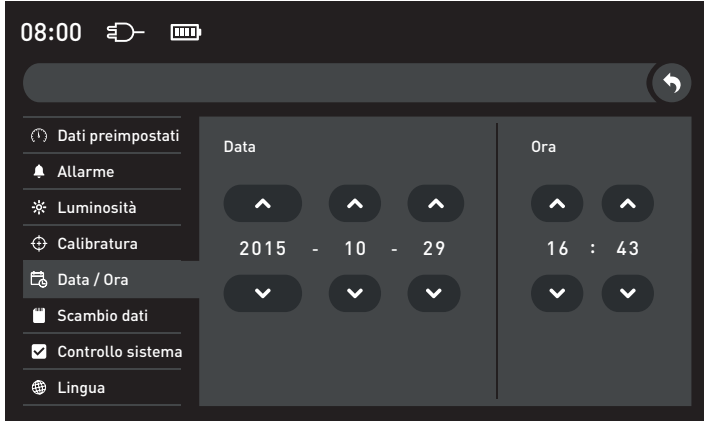 08:00
Dati preimpostati
Allarme
Luminosità
Calibratura
Data / Ora
Scambio dati
Controllo sistema
Lingua
Data
2015 - 10 - 29
Ora
16 : 43